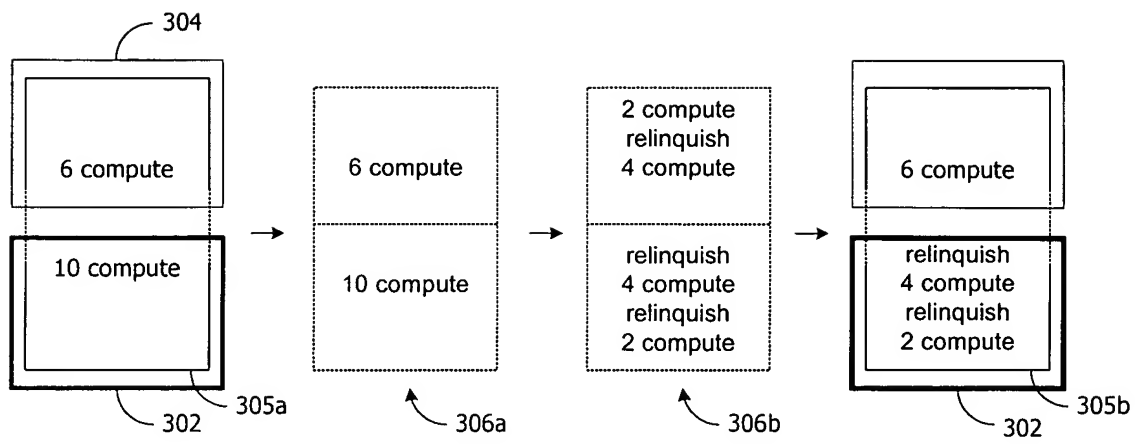 304
6 compute
10 compute
305a
302
6 compute
10 compute
306a
2 compute
relinquish
4 compute
relinquish
4 compute
relinquish
2 compute
306b
6 compute
relinquish
4 compute
relinquish
2 compute
305b
302